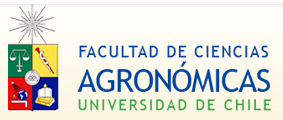 FACULTAD DE CIENCIAS
AGRONÓMICAS
UNIVERSIDAD DE CHILE